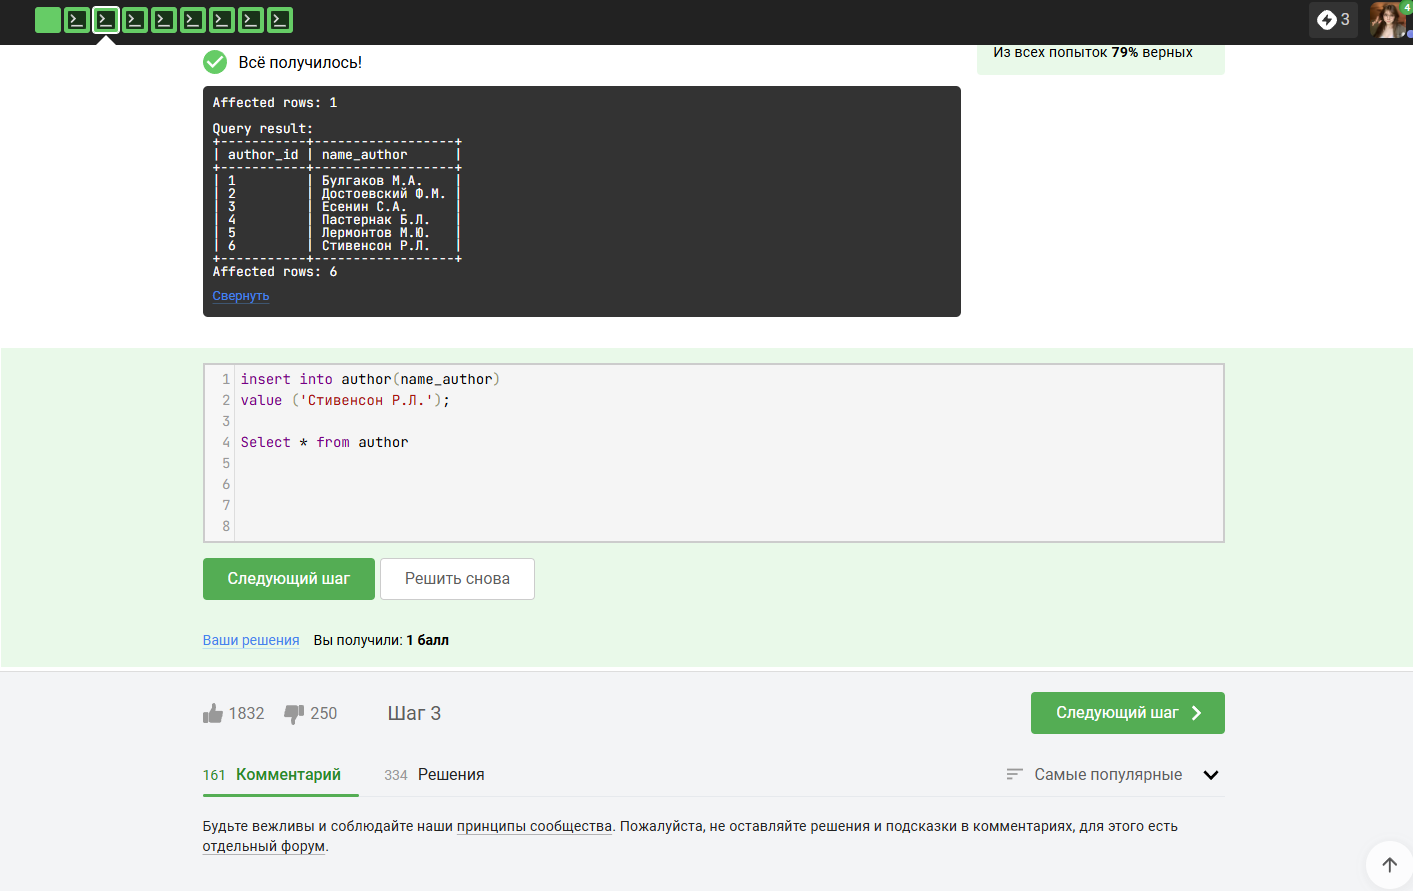 3
4
Всё получилось!
Из всех попыток 79% верных
Affected rows: 1
Query result:
+-----------+------------------+
| author_id | name_author      |
+-----------+------------------+
| 1         | Булгаков М.А.    |
| 2         | Достоевский Ф.М. |
| 3         | Есенин С.А.      |
| 4         | Пастернак Б.Л.   |
| 5         | Лермонтов М.Ю.   |
| 6         | Стивенсон Р.Л.   |
+-----------+------------------+
Affected rows: 6
Свернуть
1 insert into author(name_author)
2 value ('Стивенсон Р.Л.');
3
4 Select * from author
5
6
7
8
Следующий шаг Решить снова
Ваши решения Вы получили: 1 балл
1832 250 Шаг 3 Следующий шаг
161 Комментарий 334 Решения Самые популярные
Будьте вежливы и соблюдайте наши принципы сообщества. Пожалуйста, не оставляйте решения и подсказки в комментариях, для этого есть
отдельный форум.